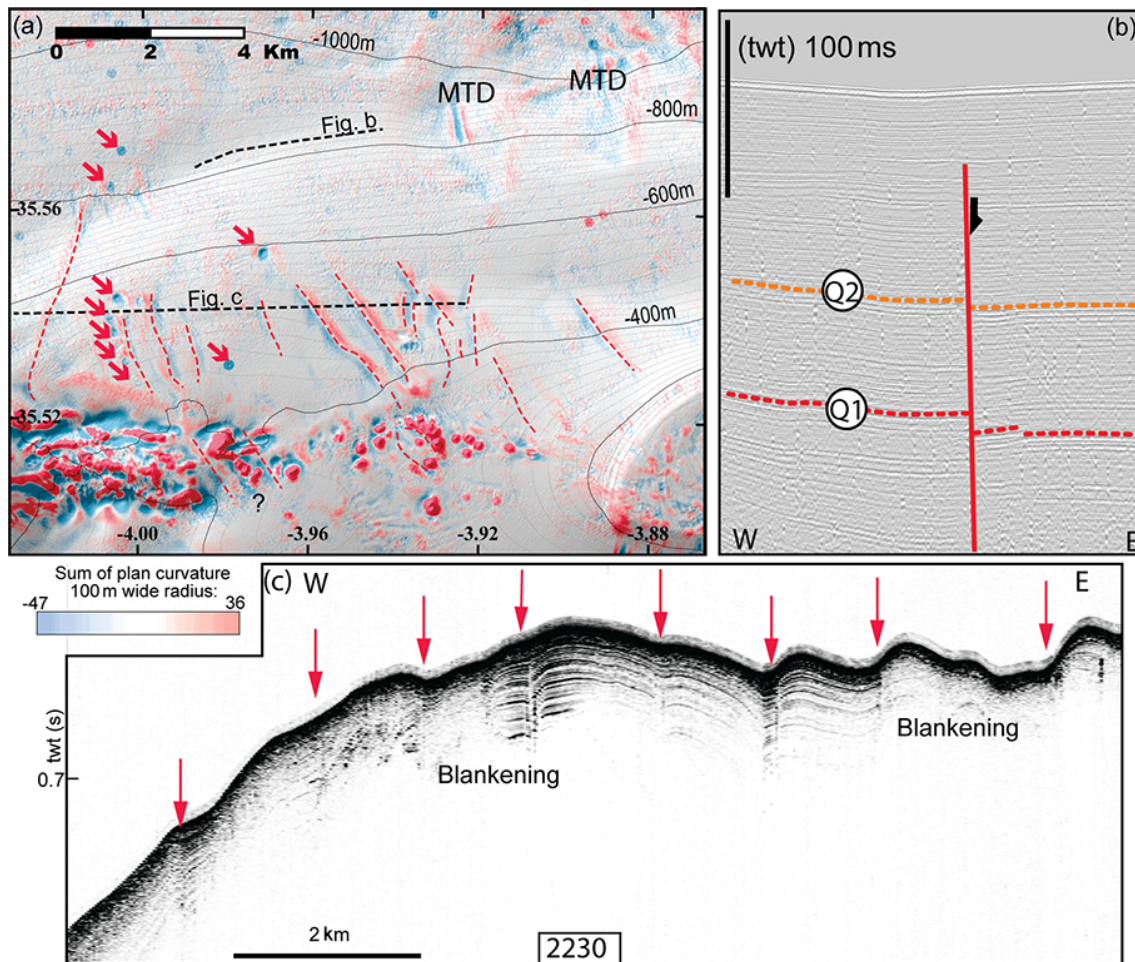 (a)
0 2 4 Km
-1000m
MTD
MTD
-800m
Fig. b
35.56
-600m
Fig. c
-400m
35.52
?
-4.00 -3.96 -3.92 -3.88
(b)
(twt) 100 ms
Q2
Q1
W E
Sum of plan curvature
100 m wide radius:
-47 36
(c) W E
twt (s)
0.7
Blankening
Blankening
2 km
2230